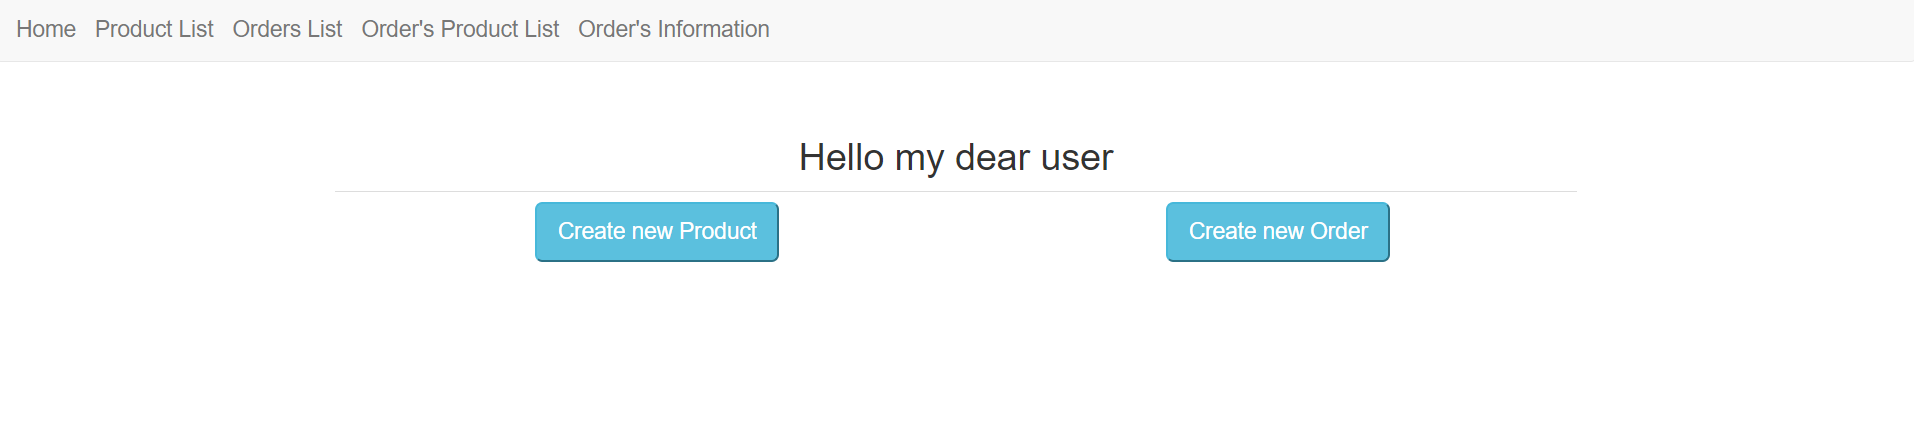 Home Product List Orders List Order's Product List Order's Information
Hello my dear user
Create new Product Create new Order